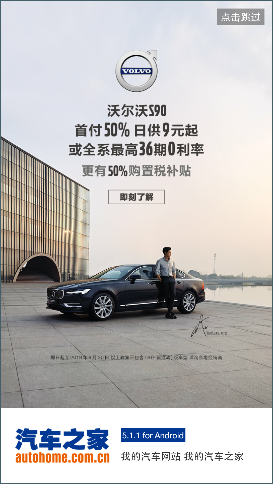 点击跳过
VOLVO
沃尔沃S90
首付50% 日供9元起
或全系最高36期0利率
更有50%购置税补贴
即刻了解
汽车之家
autohome.com.cn
5.1.1 for Android
我的汽车网站 我的汽车之家